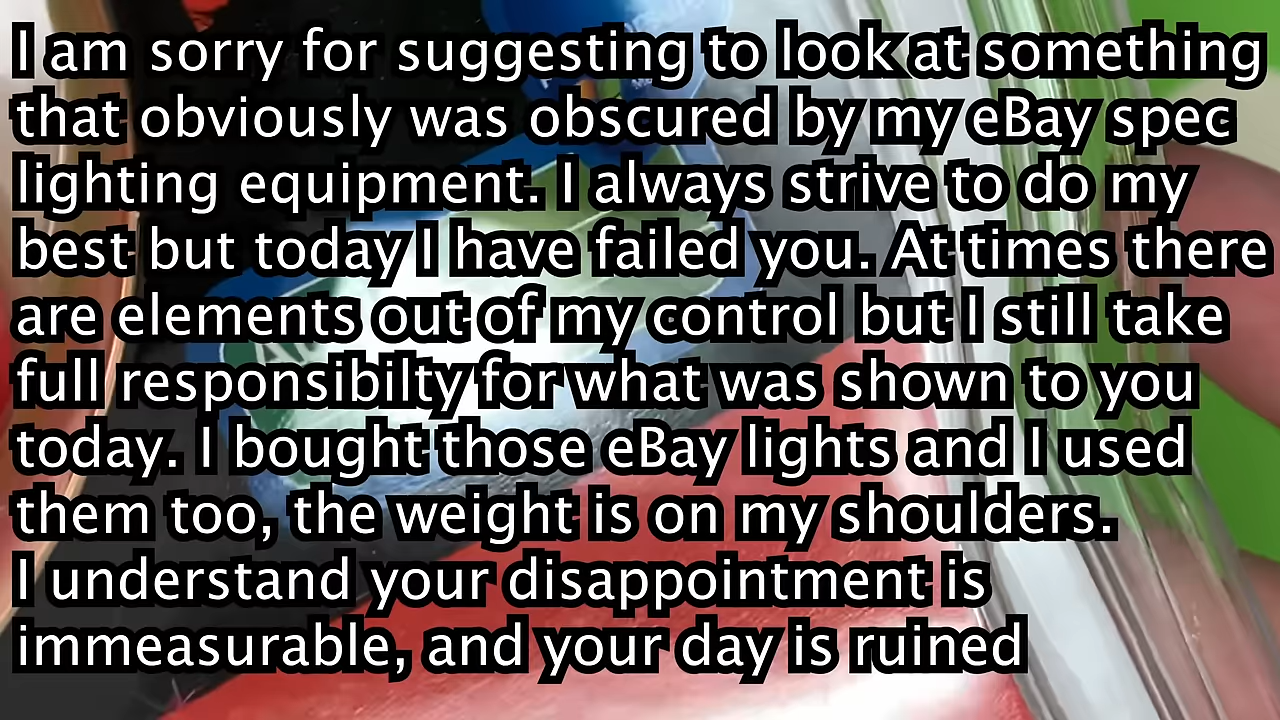 I am sorry for suggesting to look at something
that obviously was obscured by my eBay spec
lighting equipment. I always strive to do my
best but today I have failed you. At times there
are elements out of my control but I still take
full responsibilty for what was shown to you
today. I bought those eBay lights and I used
them too, the weight is on my shoulders.
I understand your disappointment is
immeasurable, and your day is ruined